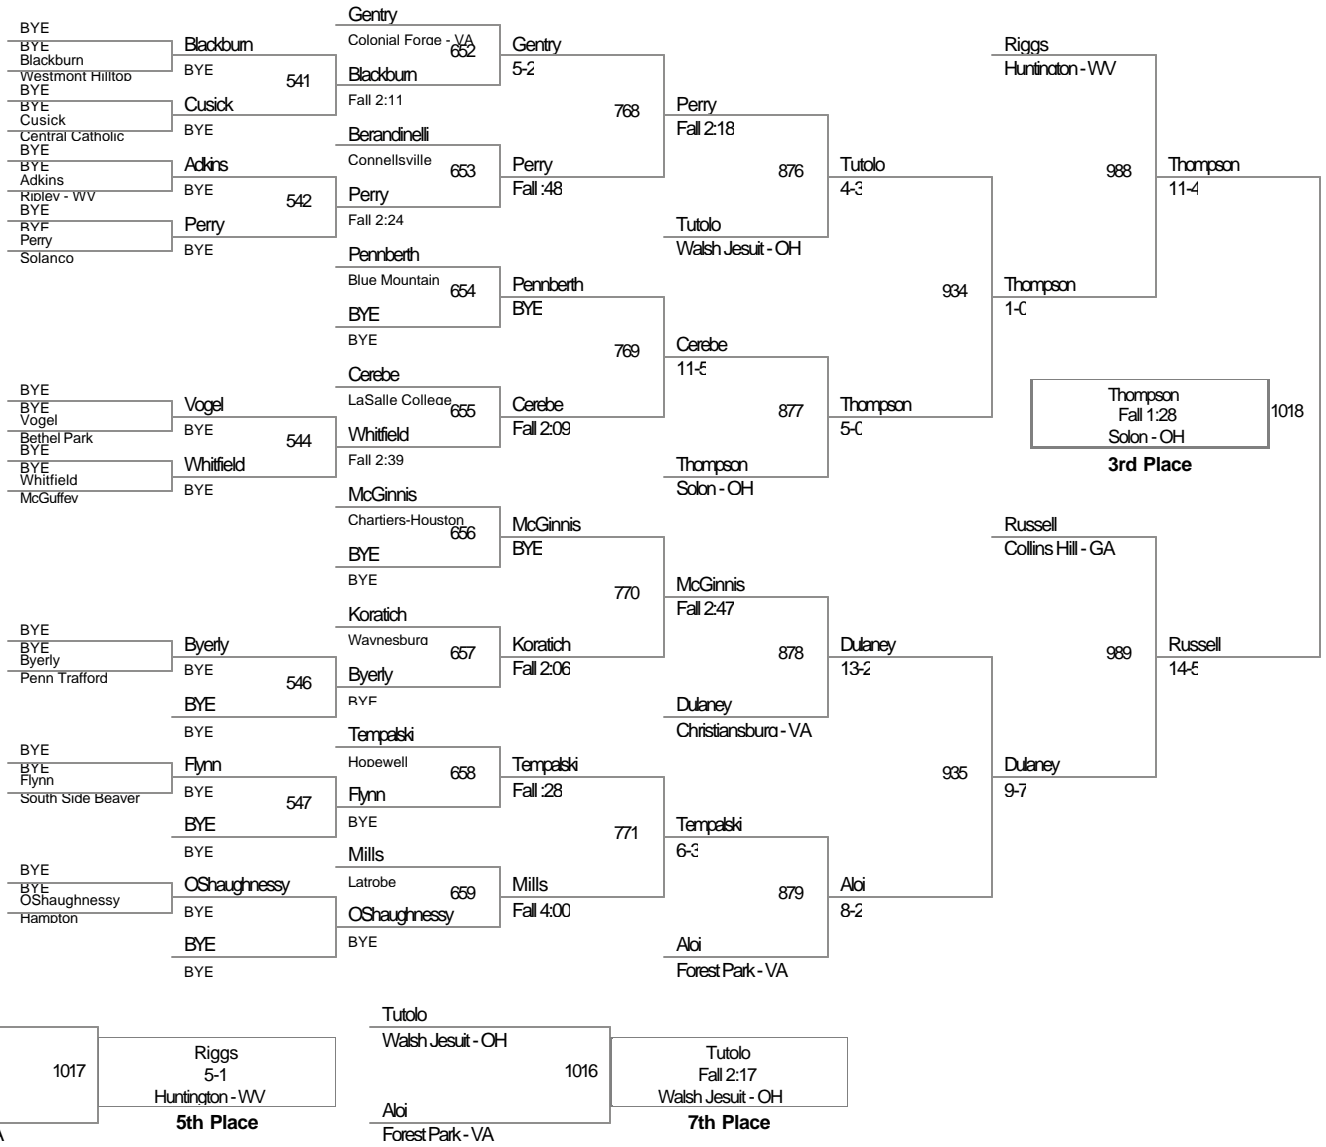 BYE
BYE
Blackburn
Westmont Hilltop
BYE
BYE
Cusick
Central Catholic
BYE
BYE
Adkins
Ripley - WV
BYE
BYE
Perry
Solanco
BYE
BYE
Vogel
Bethel Park
BYE
BYE
Whitfield
McGuffey
BYE
BYE
Byerly
Penn Trafford
BYE
BYE
Flynn
South Side Beaver
BYE
BYE
OShaughnessy
Hampton
Blackburn
BYE
541
Cusick
BYE
Adkins
BYE
542
Perry
BYE
Vogel
BYE
544
Whitfield
BYE
Byerly
BYE
546
BYE
BYE
Flynn
BYE
547
BYE
BYE
OShaughnessy
BYE
BYE
BYE
Gentry
Colonial Forge - VA
652
Blackburn
Fall 2:11
Berandinelli
Connellsville
653
Perry
Fall 2:24
Pennberth
Blue Mountain
654
BYE
BYE
Cerebe
LaSalle College
655
Whitfield
Fall 2:39
McGinnis
Chartiers-Houston
656
BYE
BYE
Koratich
Waynesburg
657
Byerly
BYE
Tempalski
Hopewell
658
Flynn
BYE
Mills
Latrobe
659
OShaughnessy
BYE
Gentry
5-2
768
Perry
Fall :48
Pennberth
BYE
769
Cerebe
Fall 2:09
McGinnis
BYE
770
Koratich
Fall 2:06
Tempalski
Fall :28
771
Mills
Fall 4:00
Perry
Fall 2:18
876
Tutolo
Walsh Jesuit - OH
Cerebe
11-5
877
Thompson
Solon - OH
McGinnis
Fall 2:47
878
Dulaney
Christiansburg - VA
Tempalski
6-3
879
Aloi
Forest Park - VA
Tutolo
4-3
934
Thompson
5-0
Dulaney
13-2
935
Aloi
8-2
Riggs
Huntington - WV
988
Thompson
1-0
Russell
Collins Hill - GA
989
Dulaney
9-7
Thompson
11-4
Russell
14-5
Thompson
Fall 1:28
Solon - OH
1018
3rd Place
1017
Riggs
5-1
Huntington - WV
5th Place
Tutolo
Walsh Jesuit - OH
1016
Aloi
Forest Park - VA
Tutolo
Fall 2:17
Walsh Jesuit - OH
7th Place